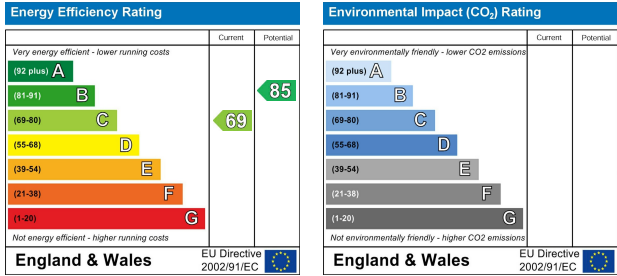 Energy Efficiency Rating
Current Potential
Very energy efficient - lower running costs
(92 plus) A
(81-91) B
(69-80) C
(55-68) D
(39-54) E
(21-38) F
(1-20) G
69
85
Not energy efficient - higher running costs
England & Wales
EU Directive
2002/91/EC
Environmental Impact (CO₂) Rating
Current Potential
Very environmentally friendly - lower CO2 emissions
(92 plus) A
(81-91) B
(69-80) C
(55-68) D
(39-54) E
(21-38) F
(1-20) G
Not environmentally friendly - higher CO2 emissions
England & Wales
EU Directive
2002/91/EC